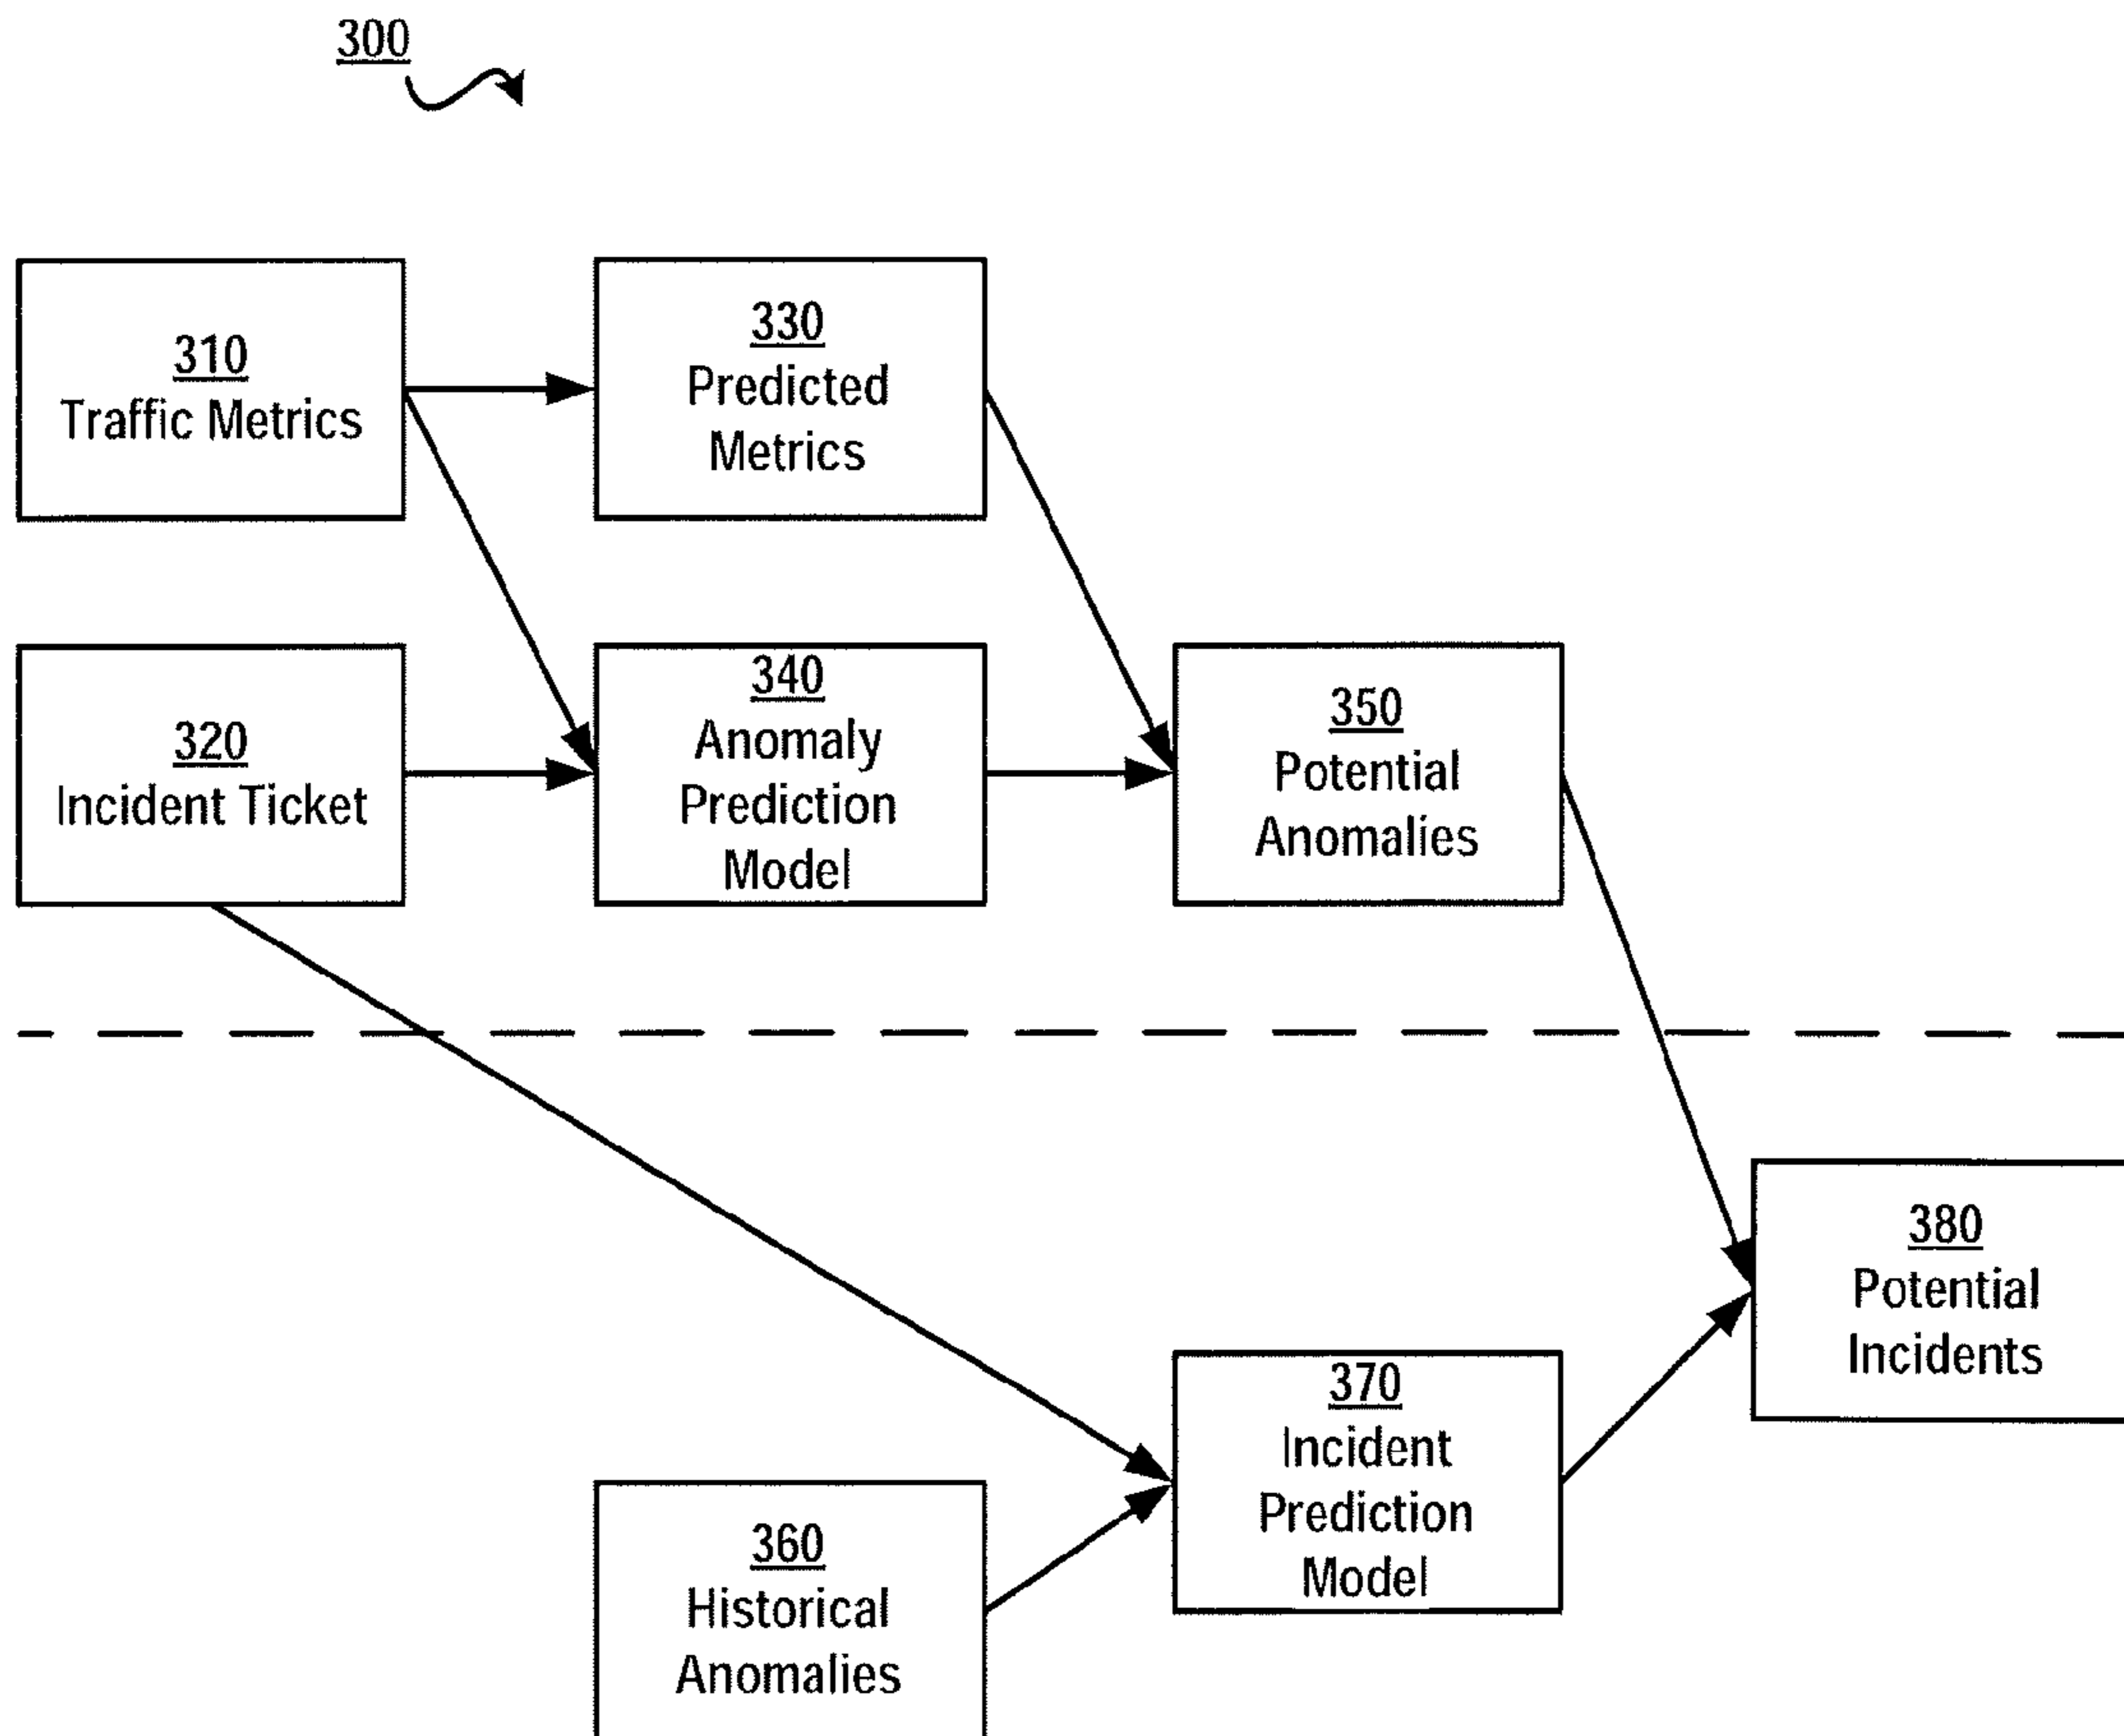 300
310
Traffic Metrics
330
Predicted
Metrics
320
Incident Ticket
340
Anomaly
Prediction
Model
350
Potential
Anomalies
380
Potential
Incidents
370
Incident
Prediction
Model
360
Historical
Anomalies